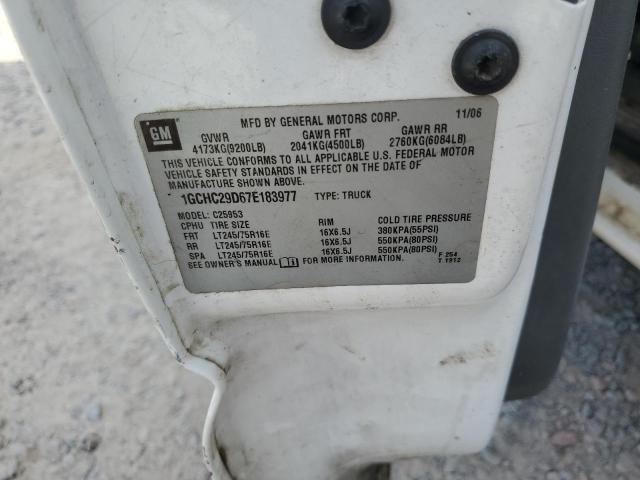 GM
MFD BY GENERAL MOTORS CORP. 11/06
GVWR GAWR FRT GAWR RR
4173KG(9200LB) 2041KG(4500LB) 2760KG(6084LB)
THIS VEHICLE CONFORMS TO ALL APPLICABLE U.S. FEDERAL MOTOR
VEHICLE SAFETY STANDARDS IN EFFECT ON THE DATE OF
MANUFACTURE SHOWN ABOVE.
1GCHC29D67E183977 TYPE: TRUCK
MODEL: C25953
CPHU TIRE SIZE RIM COLD TIRE PRESSURE
FRT LT245/75R16E 16X6.5J 380KPA(55PSI)
RR LT245/75R16E 16X6.5J 550KPA(80PSI)
SPA LT245/75R16E 16X6.5J 550KPA(80PSI)
SEE OWNER'S MANUAL FOR MORE INFORMATION. F 254
T 1912